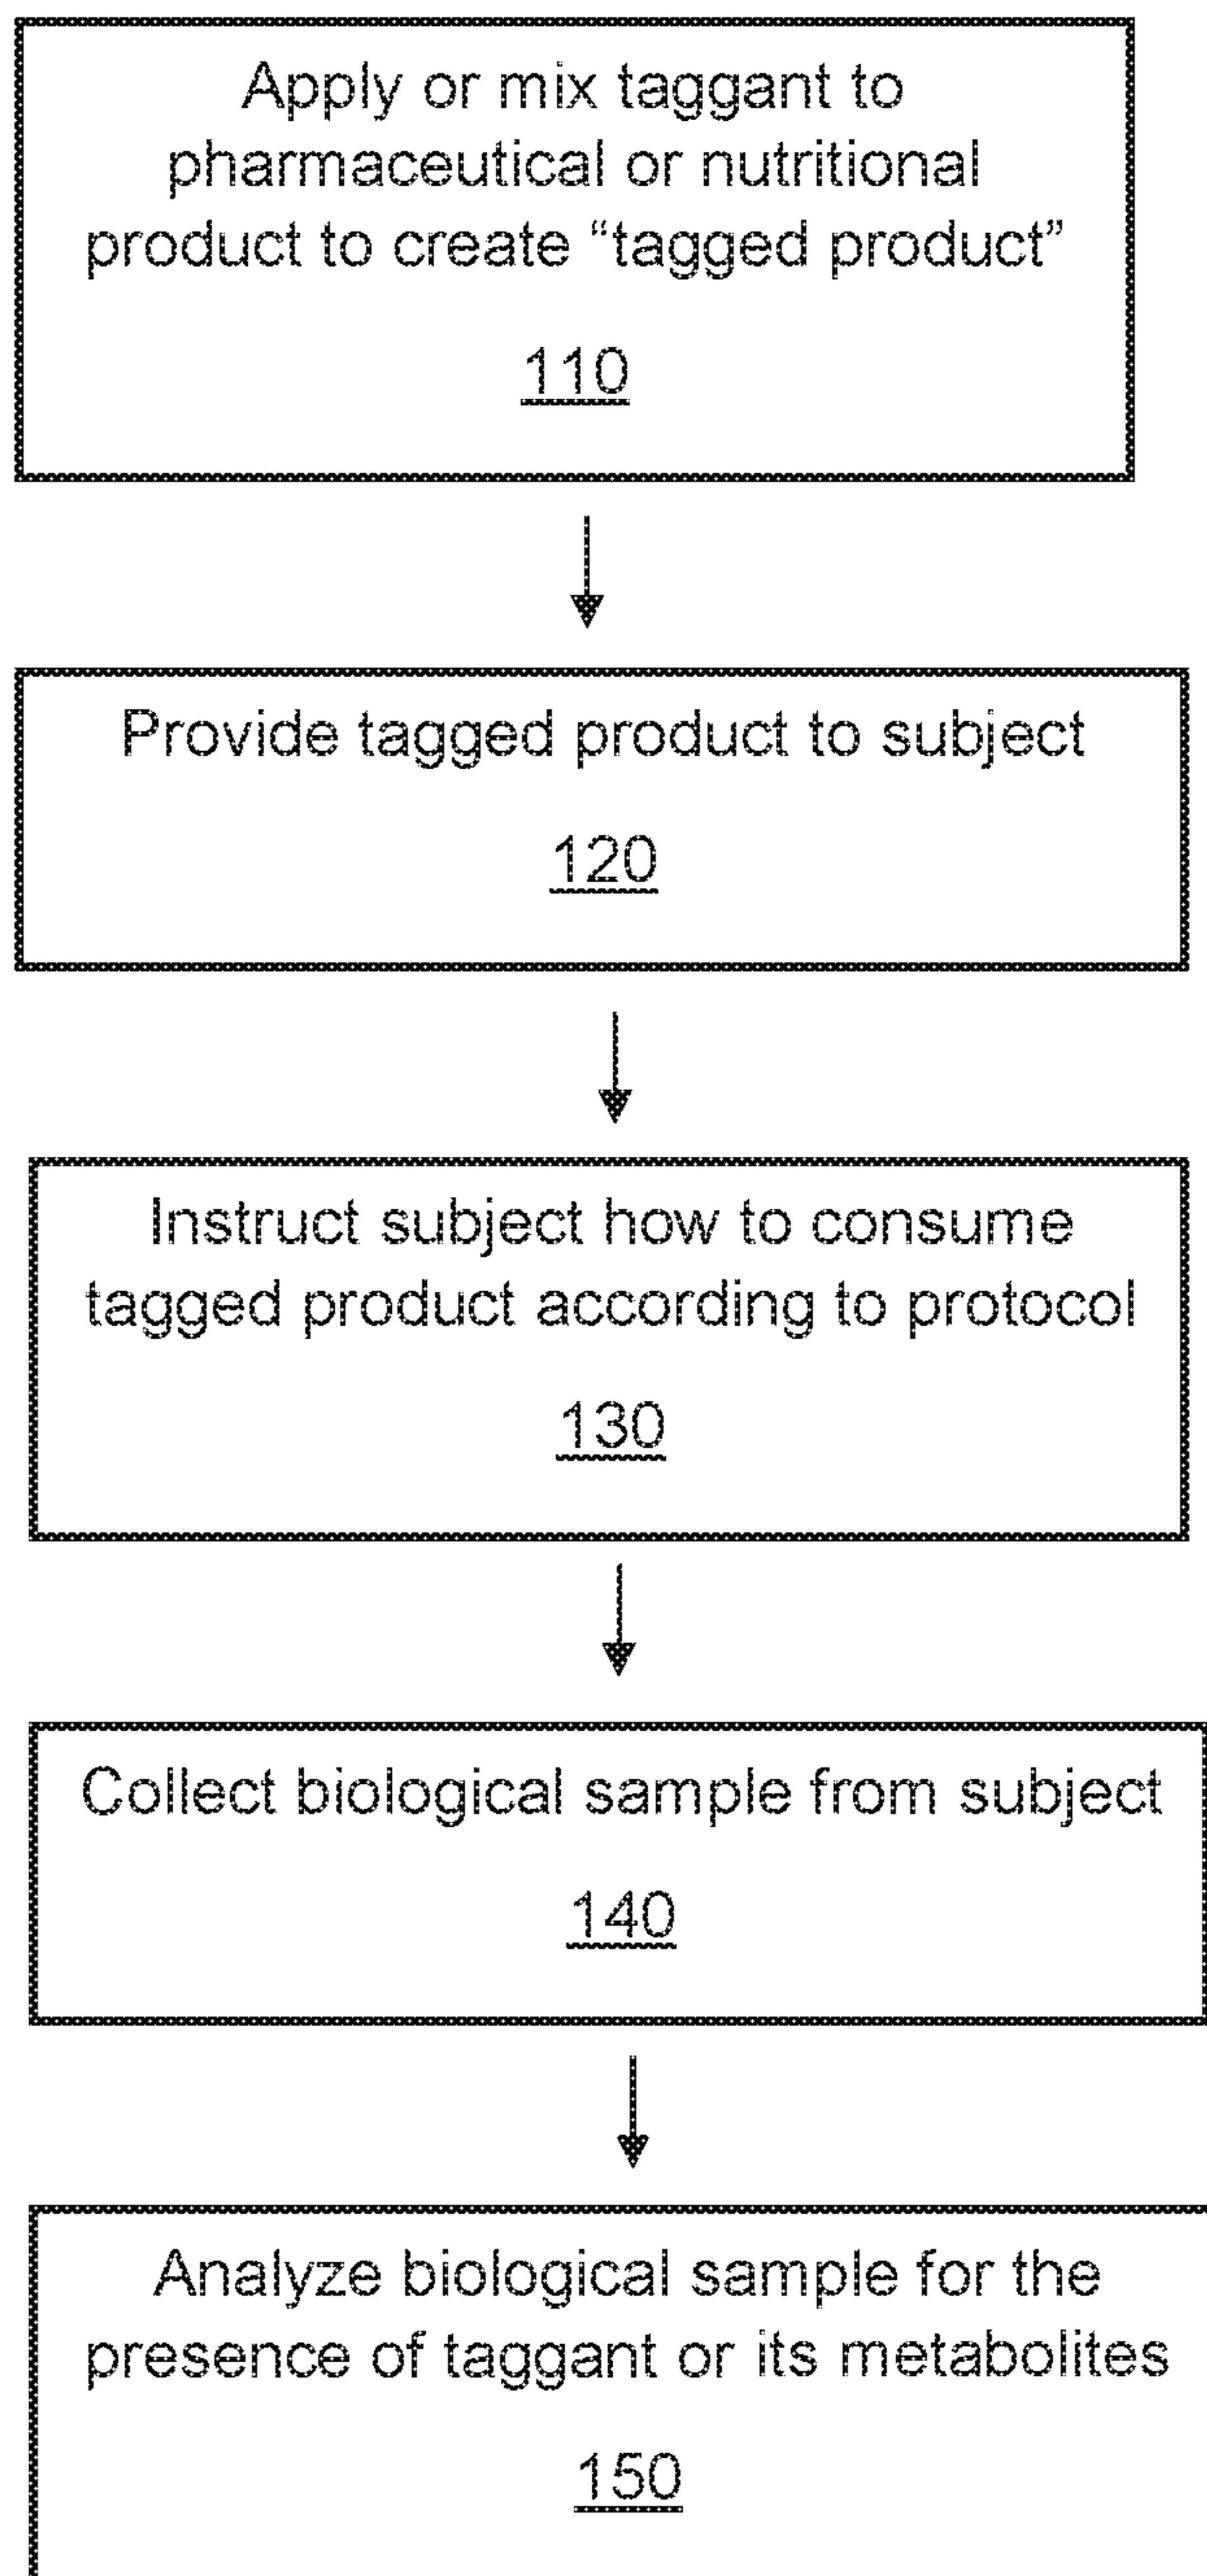 Apply or mix taggant to
pharmaceutical or nutritional
product to create “tagged product”
110
Provide tagged product to subject
120
Instruct subject how to consume
tagged product according to protocol
130
Collect biological sample from subject
140
Analyze biological sample for the
presence of taggant or its metabolites
150